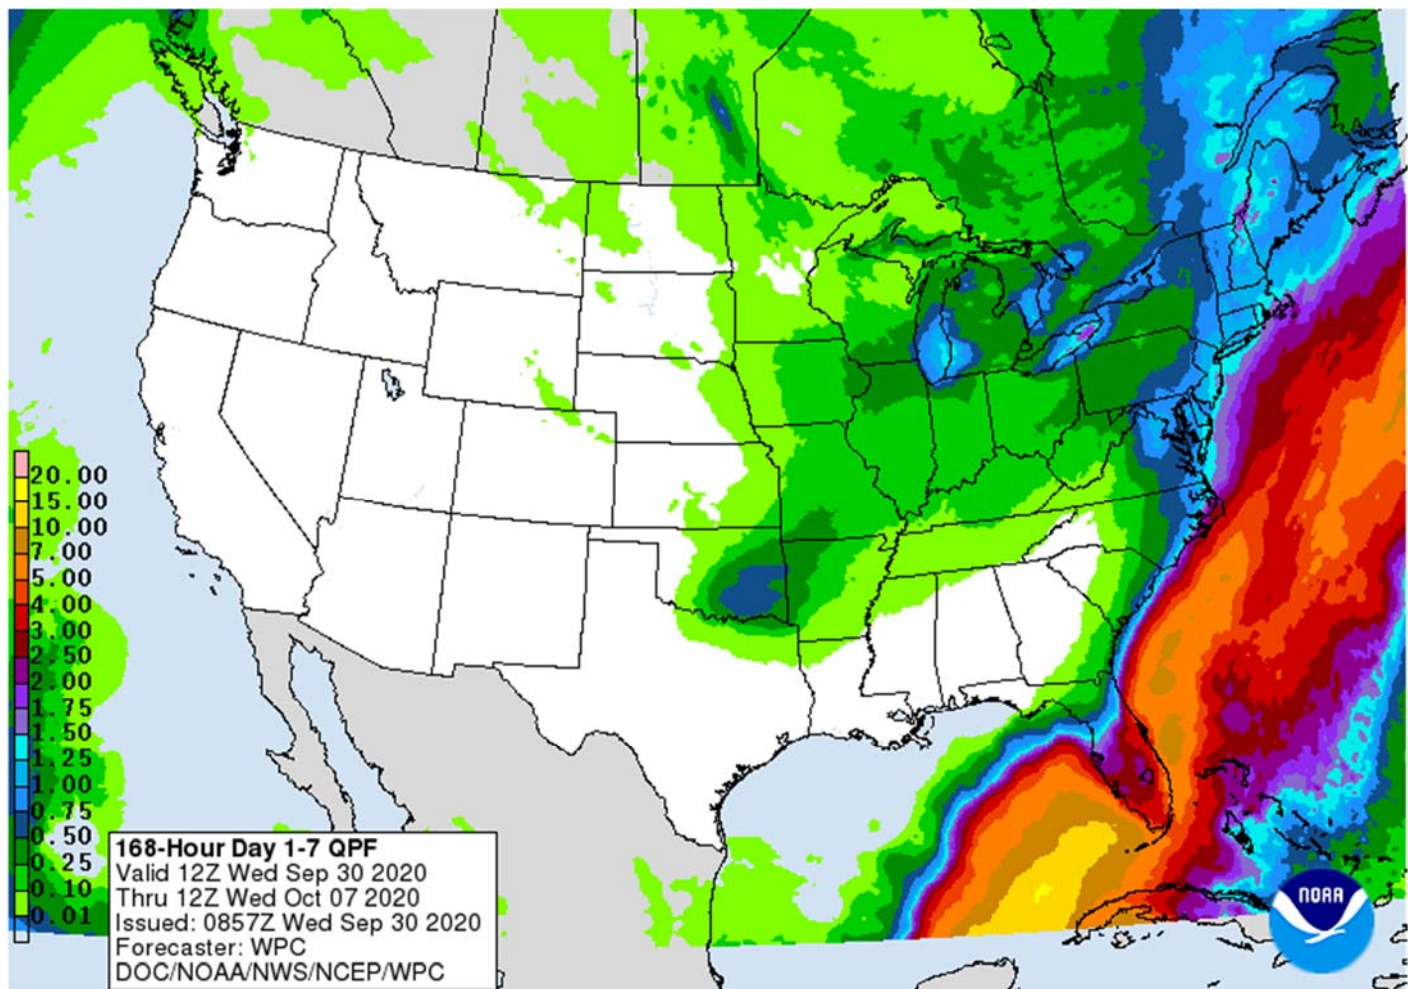 20.00
15.00
10.00
7.00
5.00
4.00
3.00
2.50
2.00
1.75
1.50
1.25
1.00
0.75
0.50
0.25
0.10
0.01
168-Hour Day 1-7 QPF
Valid 12Z Wed Sep 30 2020
Thru 12Z Wed Oct 07 2020
Issued: 0857Z Wed Sep 30 2020
Forecaster: WPC
DOC/NOAA/NWS/NCEP/WPC
NOAA